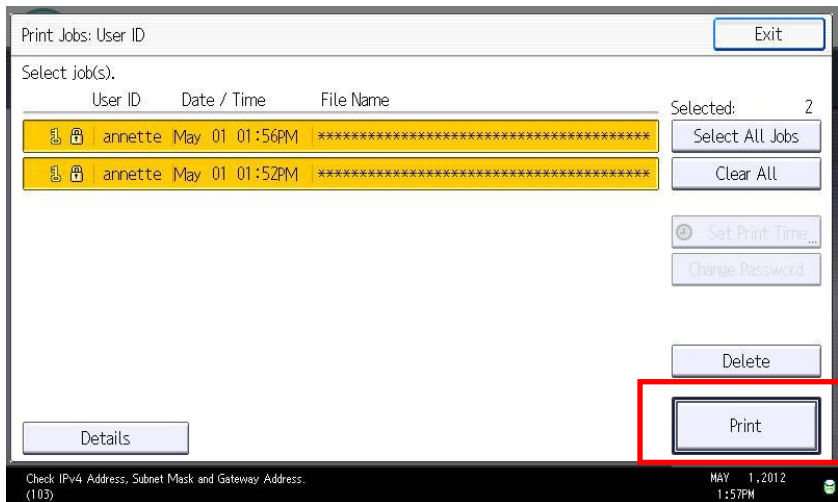 Print Jobs: User ID
Exit
Select job(s).
User ID Date / Time File Name
Selected: 2
annette May 01 01:56PM ****************************************
Select All Jobs
annette May 01 01:52PM ****************************************
Clear All
Set Print Time...
Change Password
Delete
Print
Details
Check IPv4 Address, Subnet Mask and Gateway Address.
(103)
MAY 1,2012
1:57PM